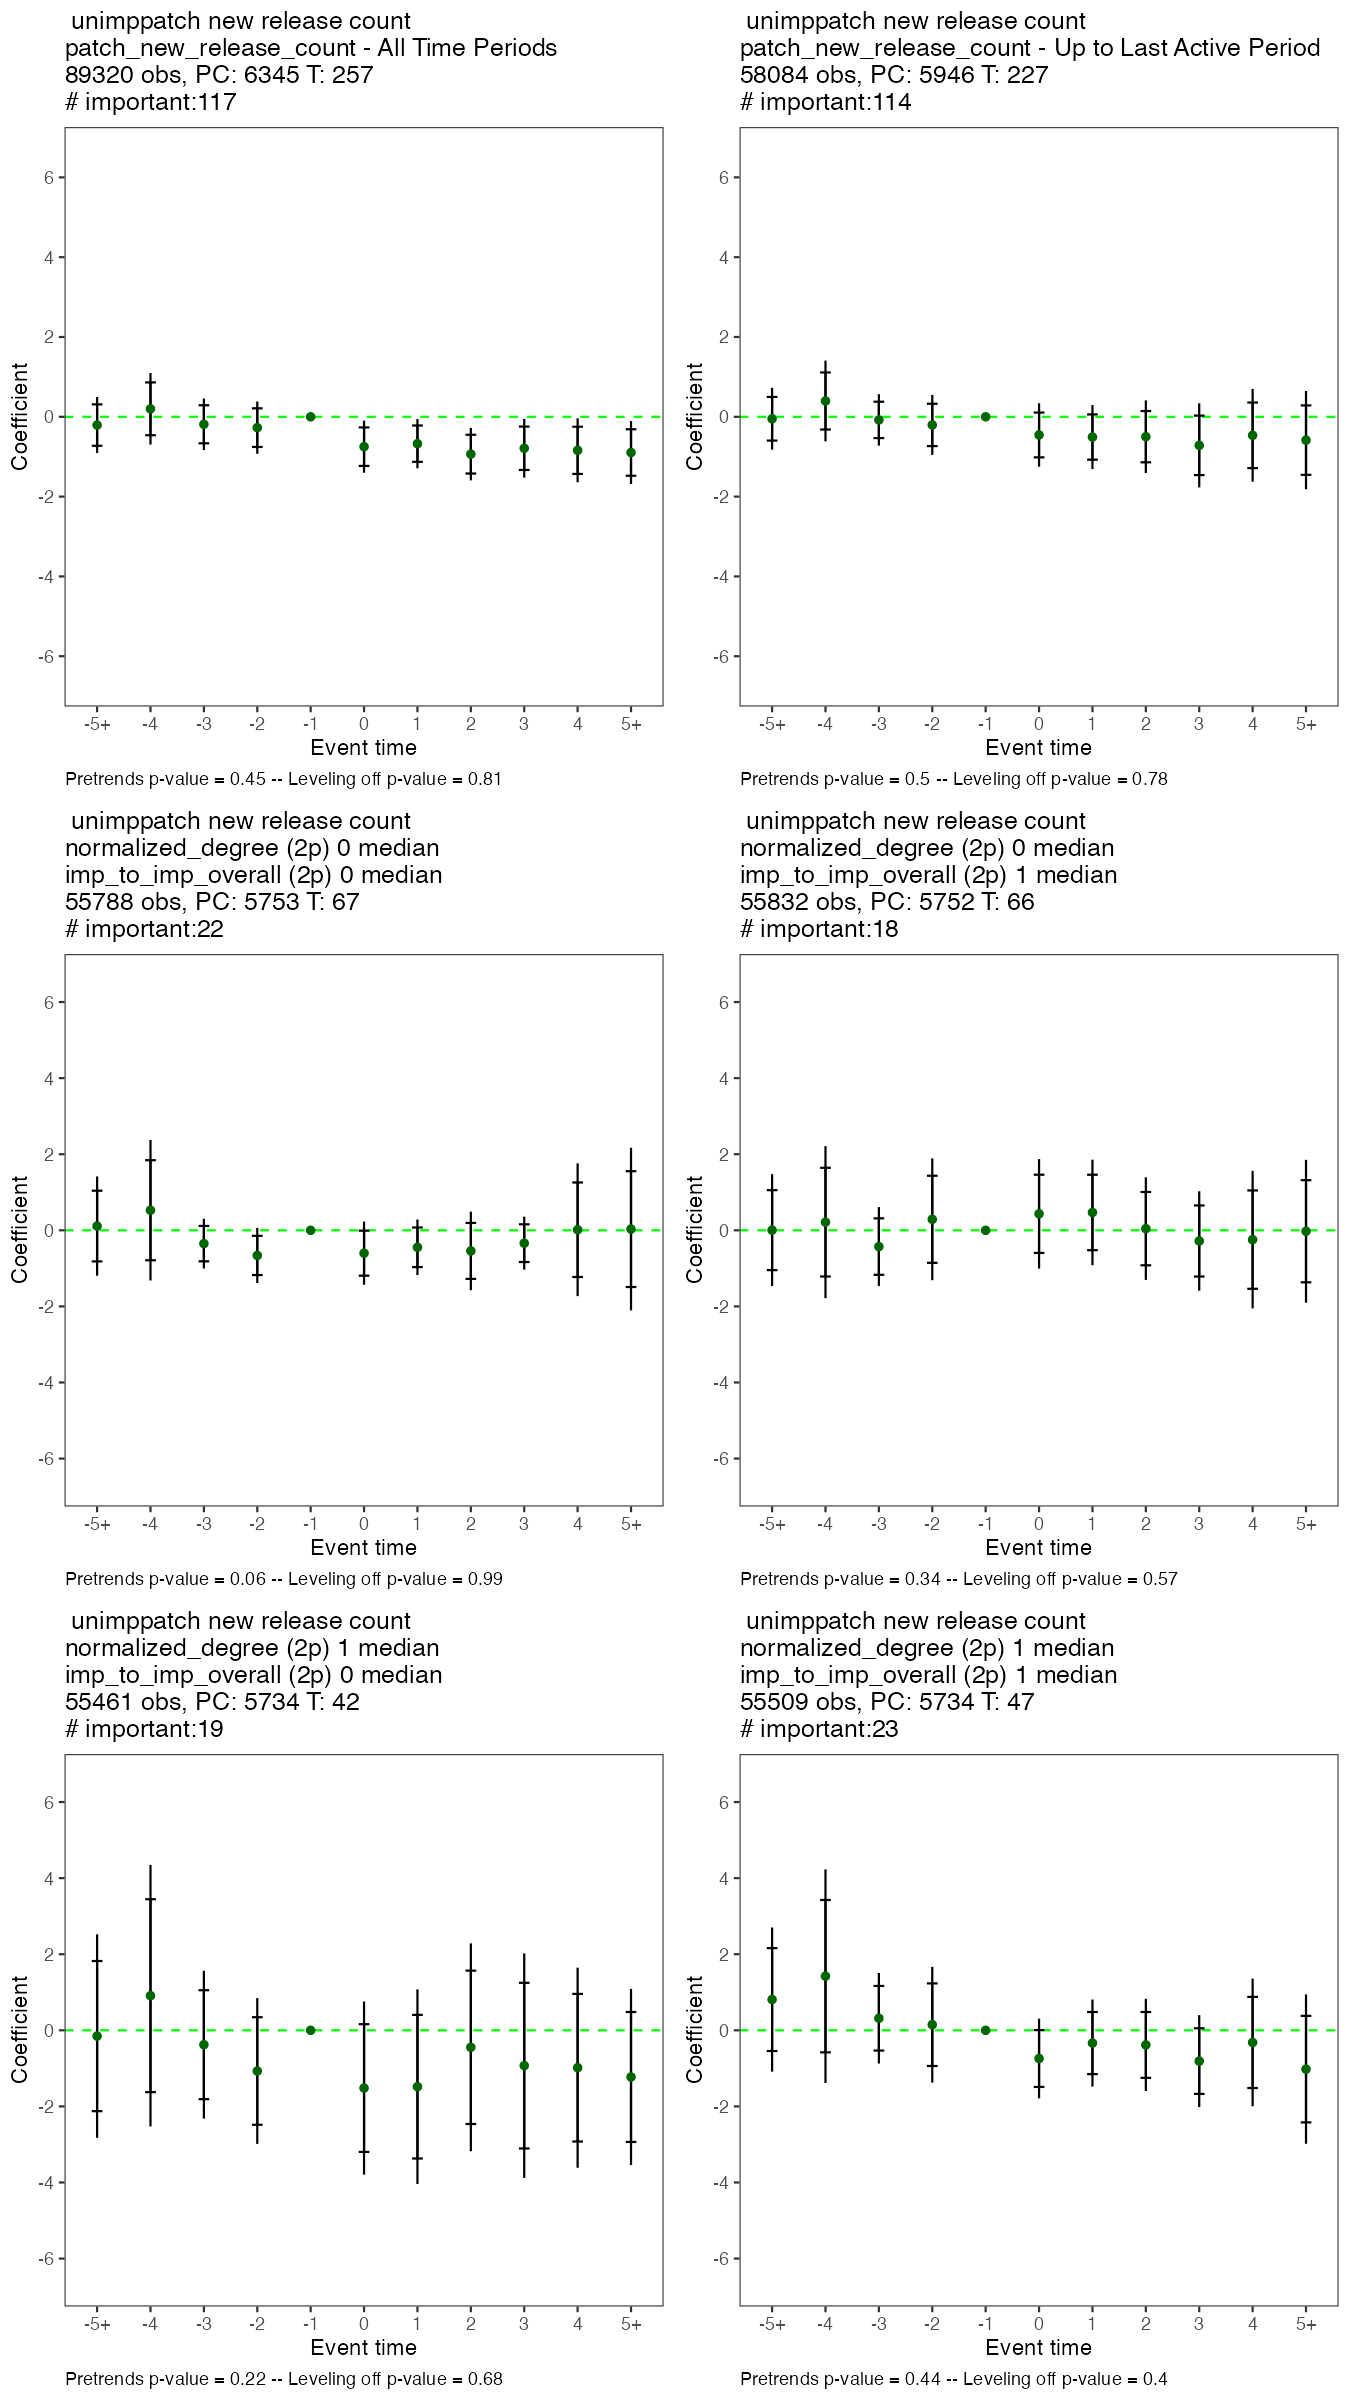 unimppatch new release count
patch_new_release_count - All Time Periods
89320 obs, PC: 6345 T: 257
# important:117
6
4
2
0
-2
-4
-6
Coefficient
-5+ -4 -3 -2 -1 0 1 2 3 4 5+
Event time
Pretrends p-value = 0.45 -- Leveling off p-value = 0.81
unimppatch new release count
patch_new_release_count - Up to Last Active Period
58084 obs, PC: 5946 T: 227
# important:114
6
4
2
0
-2
-4
-6
Coefficient
-5+ -4 -3 -2 -1 0 1 2 3 4 5+
Event time
Pretrends p-value = 0.5 -- Leveling off p-value = 0.78
unimppatch new release count
normalized_degree (2p) 0 median
imp_to_imp_overall (2p) 0 median
55788 obs, PC: 5753 T: 67
# important:22
6
4
2
0
-2
-4
-6
Coefficient
-5+ -4 -3 -2 -1 0 1 2 3 4 5+
Event time
Pretrends p-value = 0.06 -- Leveling off p-value = 0.99
unimppatch new release count
normalized_degree (2p) 0 median
imp_to_imp_overall (2p) 1 median
55832 obs, PC: 5752 T: 66
# important:18
6
4
2
0
-2
-4
-6
Coefficient
-5+ -4 -3 -2 -1 0 1 2 3 4 5+
Event time
Pretrends p-value = 0.34 -- Leveling off p-value = 0.57
unimppatch new release count
normalized_degree (2p) 1 median
imp_to_imp_overall (2p) 0 median
55461 obs, PC: 5734 T: 42
# important:19
6
4
2
0
-2
-4
-6
Coefficient
-5+ -4 -3 -2 -1 0 1 2 3 4 5+
Event time
Pretrends p-value = 0.22 -- Leveling off p-value = 0.68
unimppatch new release count
normalized_degree (2p) 1 median
imp_to_imp_overall (2p) 1 median
55509 obs, PC: 5734 T: 47
# important:23
6
4
2
0
-2
-4
-6
Coefficient
-5+ -4 -3 -2 -1 0 1 2 3 4 5+
Event time
Pretrends p-value = 0.44 -- Leveling off p-value = 0.4